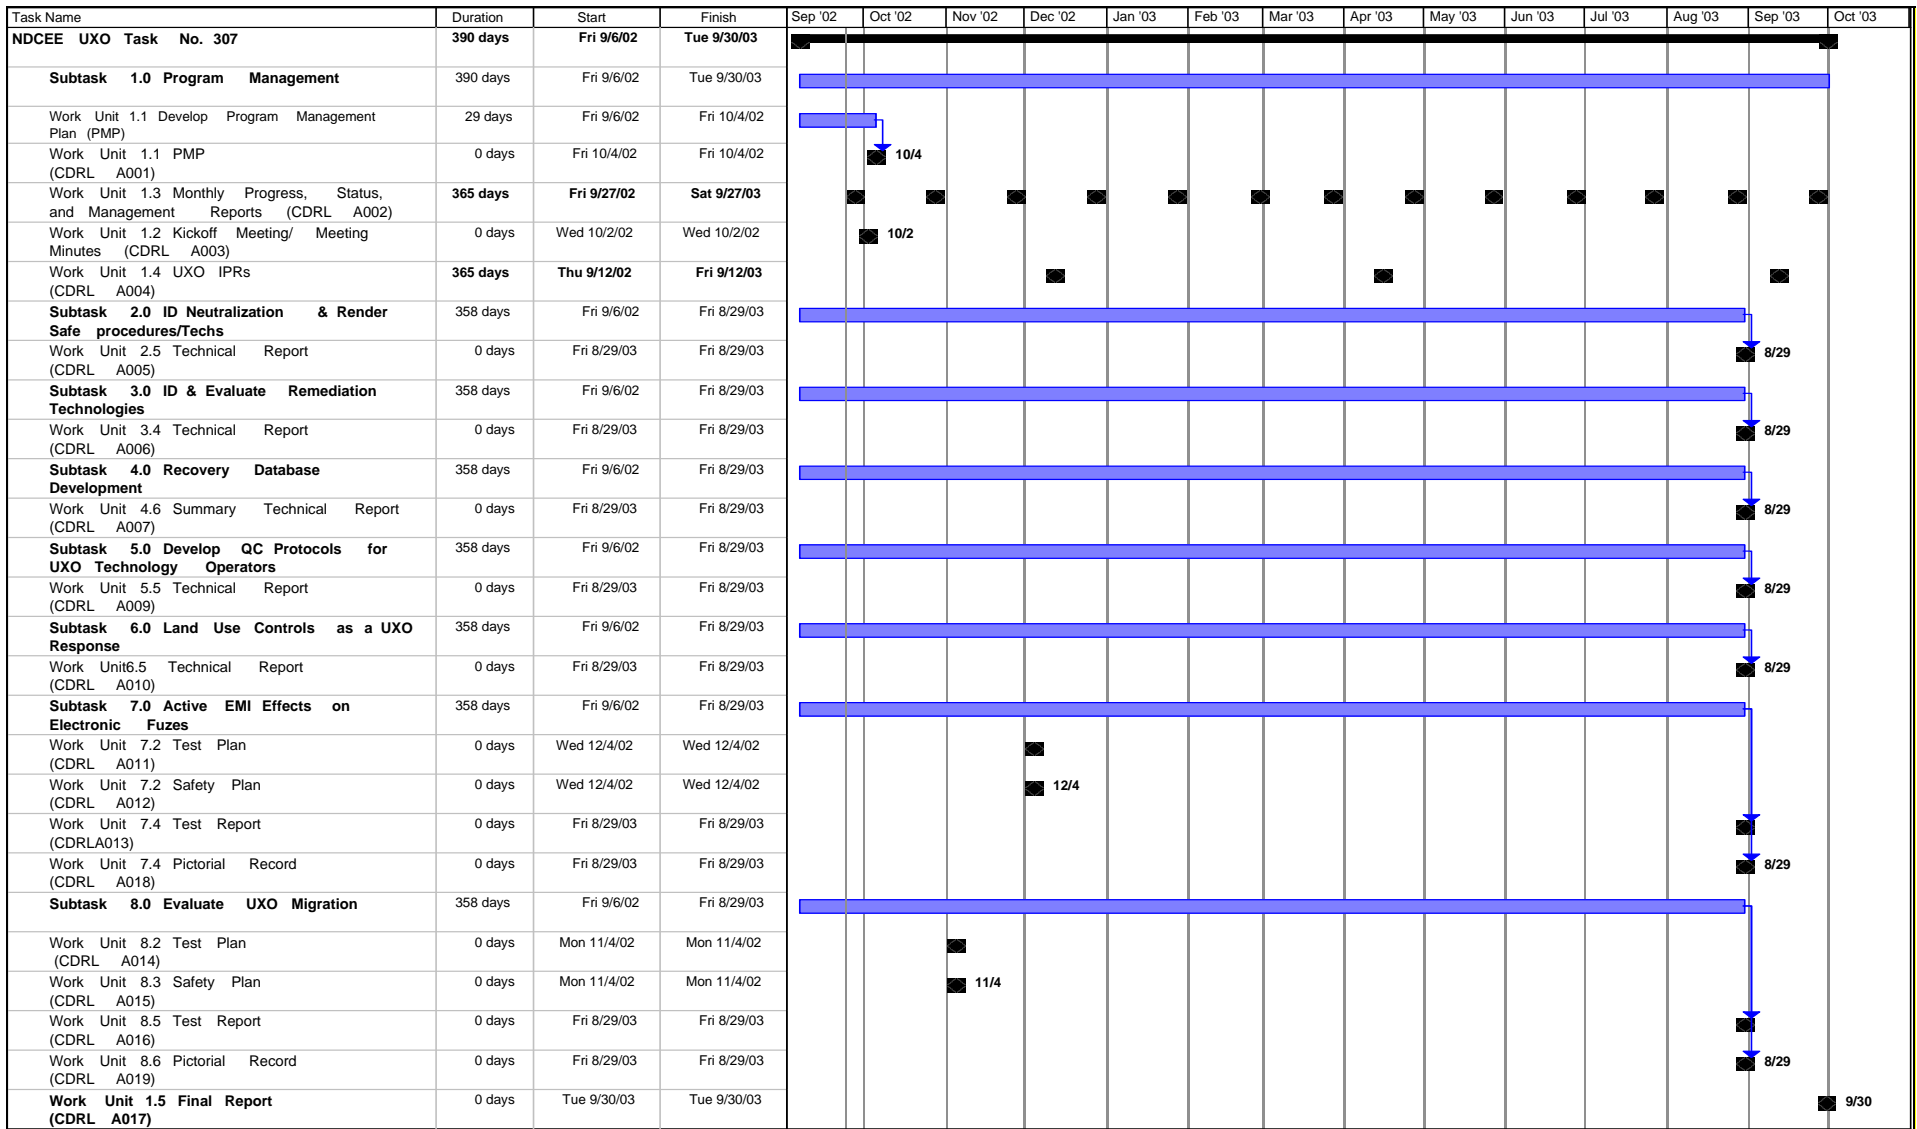 Task Name Duration Start Finish Sep '02 Oct '02 Nov '02 Dec '02 Jan '03 Feb '03 Mar '03 Apr '03 May '03 Jun '03 Jul '03 Aug '03 Sep '03 Oct '03
NDCEE UXO Task No. 307 390 days Fri 9/6/02 Tue 9/30/03
Subtask 1.0 Program Management 390 days Fri 9/6/02 Tue 9/30/03
Work Unit 1.1 Develop Program Management 29 days Fri 9/6/02 Fri 10/4/02
Plan (PMP)
Work Unit 1.1 PMP 0 days Fri 10/4/02 Fri 10/4/02 10/4
(CDRL A001)
Work Unit 1.3 Monthly Progress, Status, 365 days Fri 9/27/02 Sat 9/27/03
and Management Reports (CDRL A002)
Work Unit 1.2 Kickoff Meeting/ Meeting 0 days Wed 10/2/02 Wed 10/2/02 10/2
Minutes (CDRL A003)
Work Unit 1.4 UXO IPRs 365 days Thu 9/12/02 Fri 9/12/03
(CDRL A004)
Subtask 2.0 ID Neutralization & Render 358 days Fri 9/6/02 Fri 8/29/03
Safe procedures/Techs
Work Unit 2.5 Technical Report 0 days Fri 8/29/03 Fri 8/29/03 8/29
(CDRL A005)
Subtask 3.0 ID & Evaluate Remediation 358 days Fri 9/6/02 Fri 8/29/03
Technologies
Work Unit 3.4 Technical Report 0 days Fri 8/29/03 Fri 8/29/03 8/29
(CDRL A006)
Subtask 4.0 Recovery Database 358 days Fri 9/6/02 Fri 8/29/03
Development
Work Unit 4.6 Summary Technical Report 0 days Fri 8/29/03 Fri 8/29/03 8/29
(CDRL A007)
Subtask 5.0 Develop QC Protocols for 358 days Fri 9/6/02 Fri 8/29/03
UXO Technology Operators
Work Unit 5.5 Technical Report 0 days Fri 8/29/03 Fri 8/29/03 8/29
(CDRL A009)
Subtask 6.0 Land Use Controls as a UXO 358 days Fri 9/6/02 Fri 8/29/03
Response
Work Unit6.5 Technical Report 0 days Fri 8/29/03 Fri 8/29/03 8/29
(CDRL A010)
Subtask 7.0 Active EMI Effects on 358 days Fri 9/6/02 Fri 8/29/03
Electronic Fuzes
Work Unit 7.2 Test Plan 0 days Wed 12/4/02 Wed 12/4/02
(CDRL A011)
Work Unit 7.2 Safety Plan 0 days Wed 12/4/02 Wed 12/4/02 12/4
(CDRL A012)
Work Unit 7.4 Test Report 0 days Fri 8/29/03 Fri 8/29/03
(CDRLA013)
Work Unit 7.4 Pictorial Record 0 days Fri 8/29/03 Fri 8/29/03 8/29
(CDRL A018)
Subtask 8.0 Evaluate UXO Migration 358 days Fri 9/6/02 Fri 8/29/03
Work Unit 8.2 Test Plan 0 days Mon 11/4/02 Mon 11/4/02
(CDRL A014)
Work Unit 8.3 Safety Plan 0 days Mon 11/4/02 Mon 11/4/02 11/4
(CDRL A015)
Work Unit 8.5 Test Report 0 days Fri 8/29/03 Fri 8/29/03
(CDRL A016)
Work Unit 8.6 Pictorial Record 0 days Fri 8/29/03 Fri 8/29/03 8/29
(CDRL A019)
Work Unit 1.5 Final Report 0 days Tue 9/30/03 Tue 9/30/03 9/30
(CDRL A017)